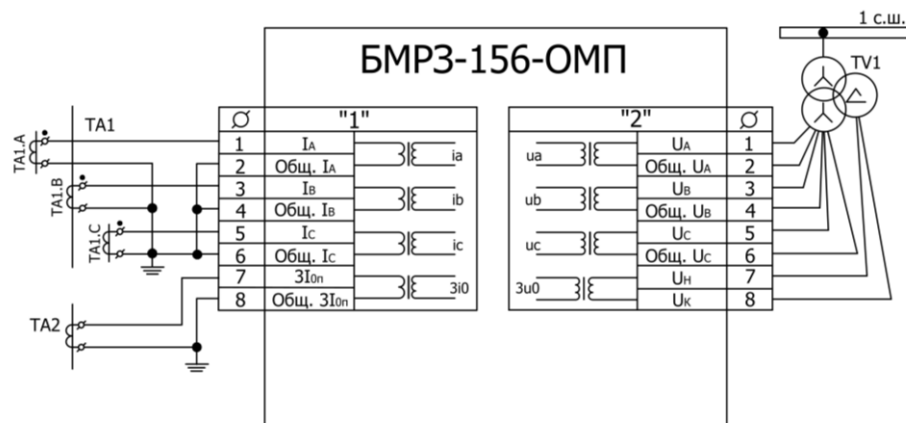 1 с.ш.
БМРЗ-156-ОМП
TV1
TA1
TA1.A
TA1.B
TA1.C
TA2
"1"
1 IA ia
2 Общ. IA
3 IB ib
4 Общ. IB
5 IC ic
6 Общ. IC
7 3I0п 3i0
8 Общ. 3I0п
"2"
ua UA 1
Общ. UA 2
ub UB 3
Общ. UB 4
uc UC 5
Общ. UC 6
3u0 UН 7
UК 8